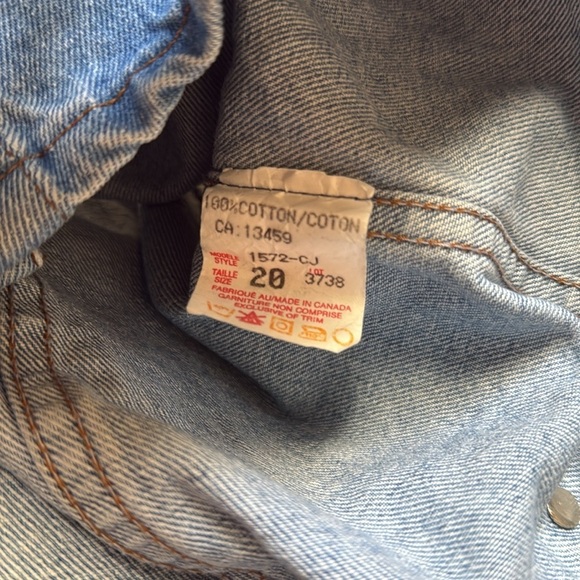 100%COTTON/COTON
CA:13459
MODELE
STYLE 1572-CJ
TAILLE
SIZE 20 LOT 3738
FABRIQUE AU/MADE IN CANADA
GARNITURE NON COMPRISE
EXCLUSIVE OF TRIM